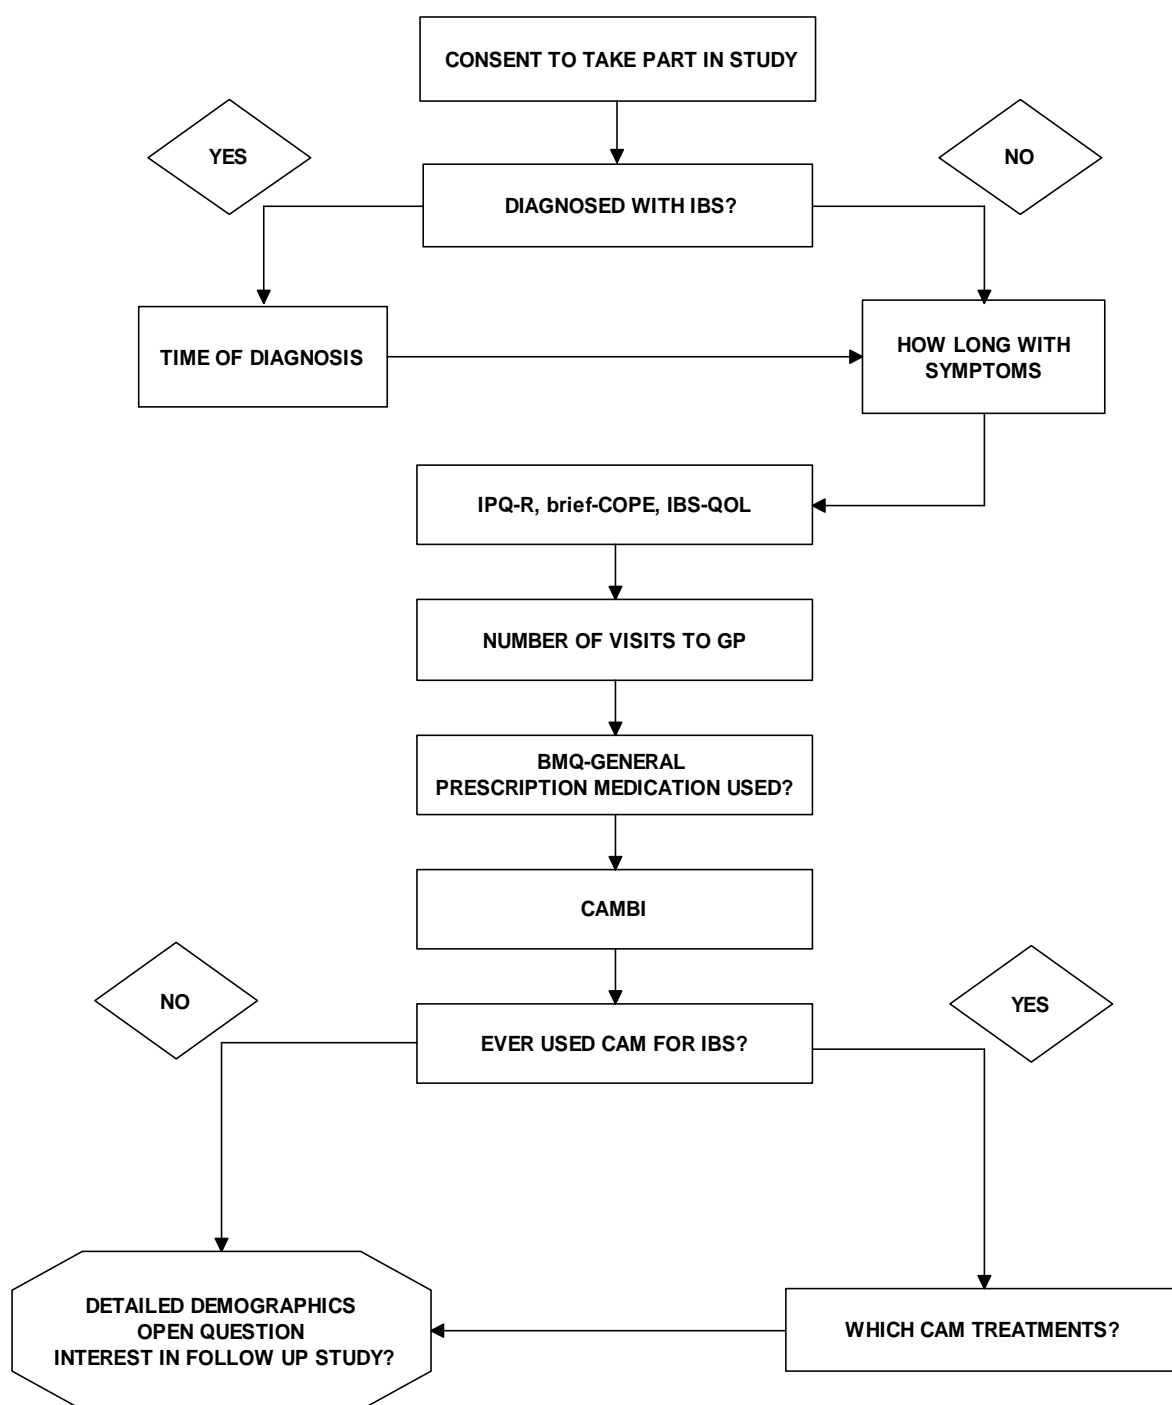 CONSENT TO TAKE PART IN STUDY
YES
NO
DIAGNOSED WITH IBS?
TIME OF DIAGNOSIS
HOW LONG WITH
SYMPTOMS
IPQ-R, brief-COPE, IBS-QOL
NUMBER OF VISITS TO GP
BMQ-GENERAL
PRESCRIPTION MEDICATION USED?
CAMBI
NO
YES
EVER USED CAM FOR IBS?
DETAILED DEMOGRAPHICS
OPEN QUESTION
INTEREST IN FOLLOW UP STUDY?
WHICH CAM TREATMENTS?